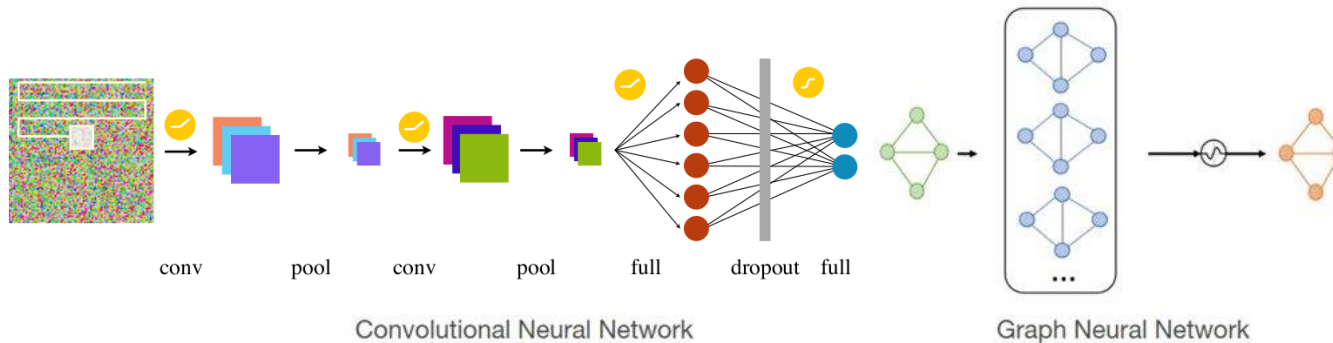 conv pool conv pool full dropout full
...
Convolutional Neural Network Graph Neural Network